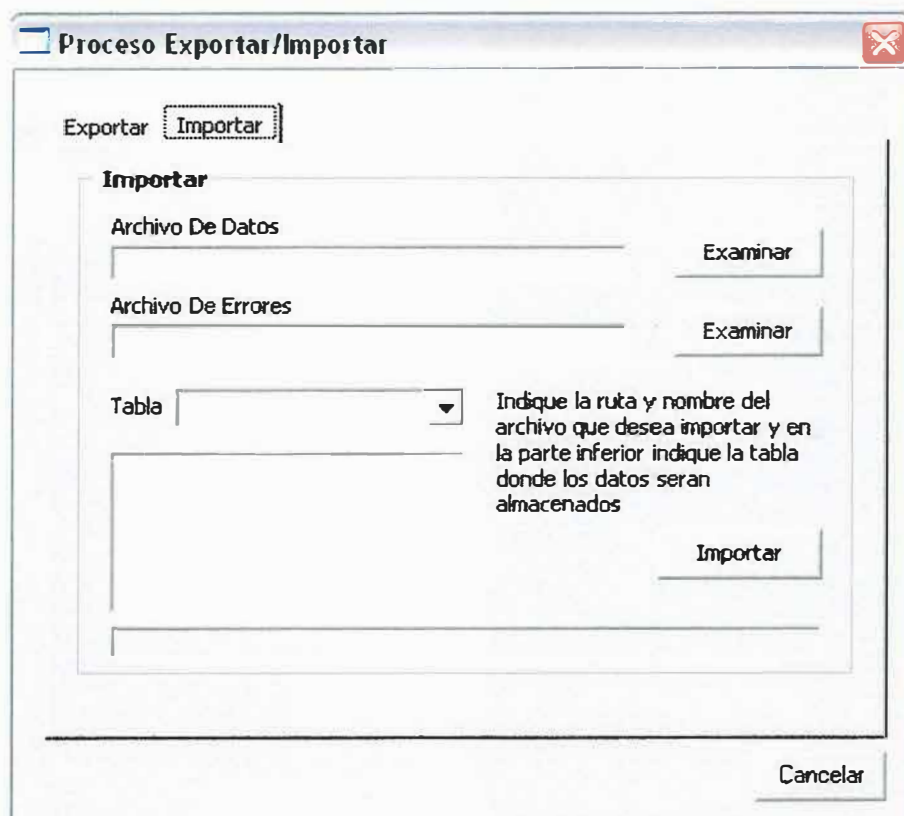 Proceso Exportar/Importar
Exportar Importar
Importar
Archivo De Datos
Examinar
Archivo De Errores
Examinar
Tabla
Indique la ruta y nombre del
archivo que desea importar y en
la parte inferior indique la tabla
donde los datos seran
almacenados
Importar
Cancelar